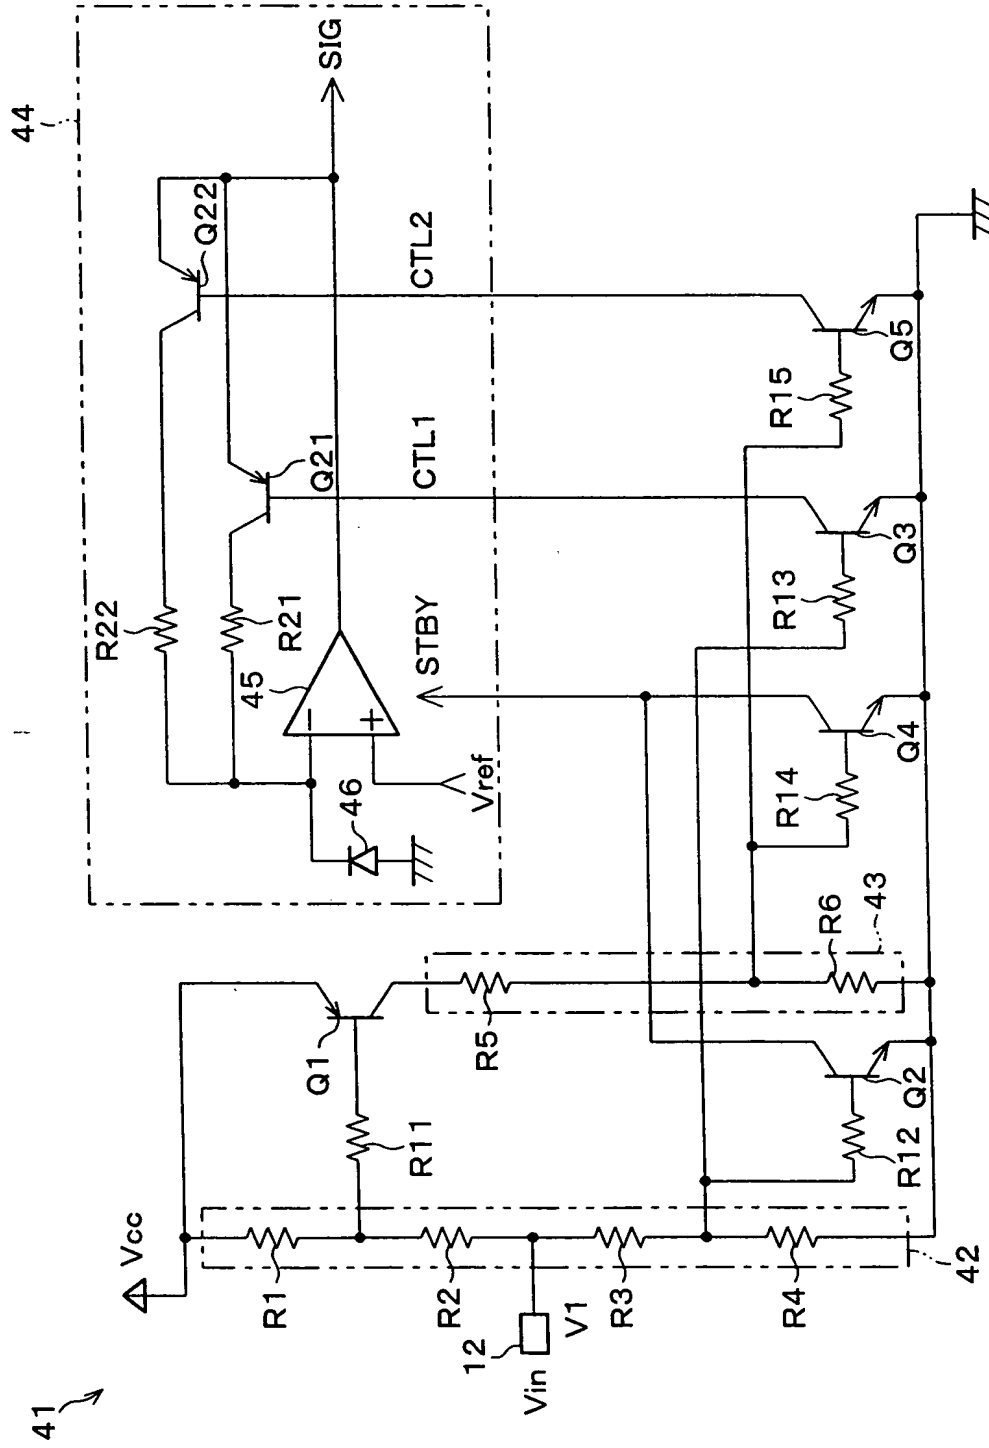 41
44
Vcc
R22
Q22
SIG
R21
Q21
45
46
Vref
STBY
CTL1
CTL2
Q1
R11
R1
R2
12
Vin
V1
R3
R4
42
R5
R6
43
R12
Q2
R14
Q4
R13
Q3
R15
Q5